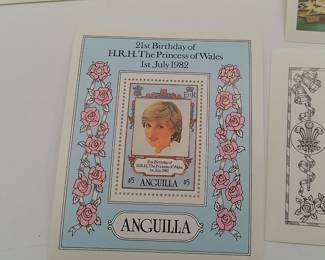 21st Birthday of
H.R.H. The Princess of Wales
1st July 1982
21st Birthday of
H.R.H. The Princess of Wales
1st July 1982
$5 ANGUILLA $5
ANGUILLA